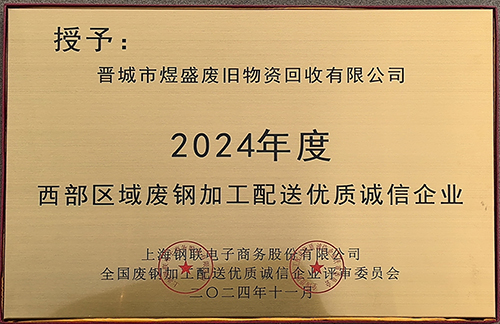 授予：
晋城市煜盛废旧物资回收有限公司
2024年度
西部区域废钢加工配送优质诚信企业
上海钢联电子商务股份有限公司
全国废钢加工配送优质诚信企业评审委员会
二〇二四年十一月